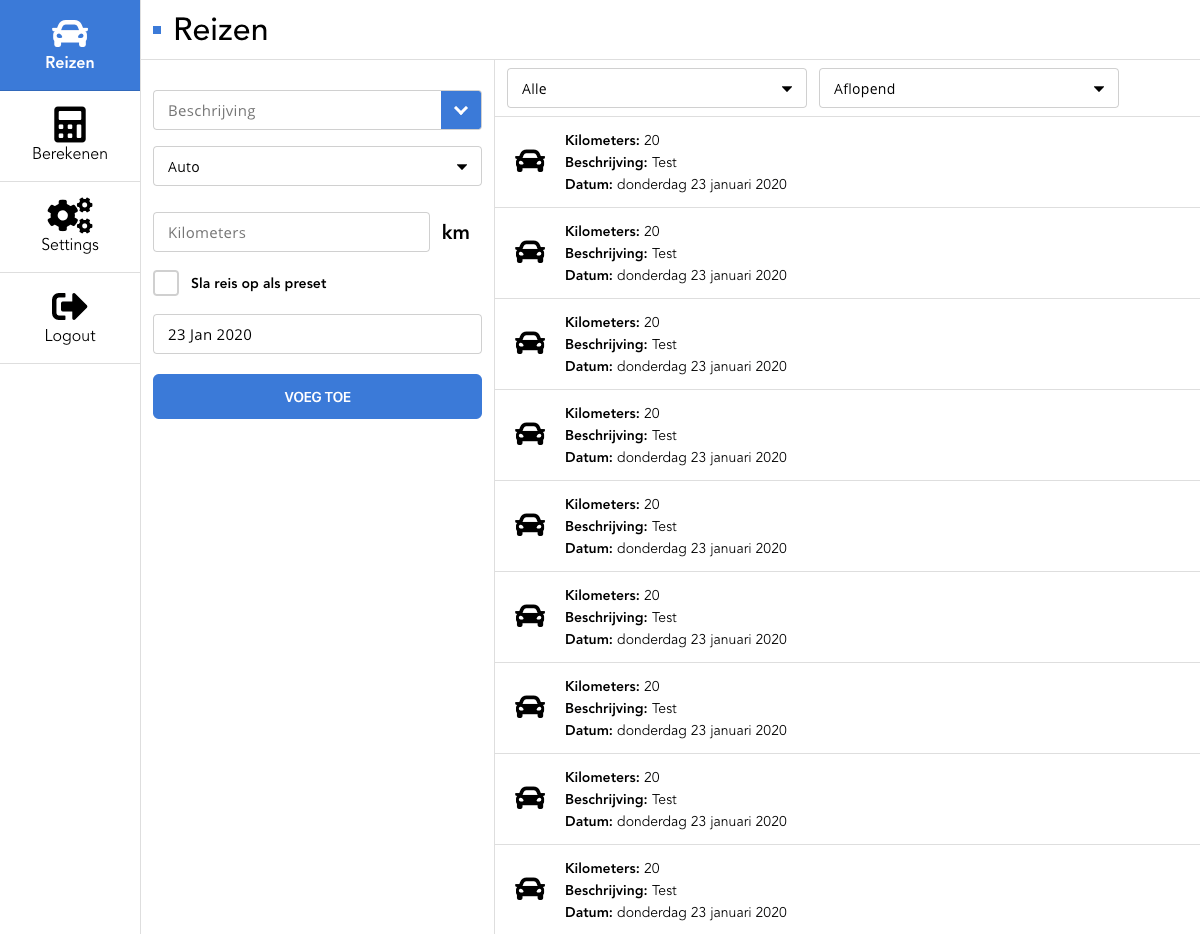 Reizen
Berekenen
Settings
Logout
Reizen
Beschrijving
Auto
Kilometers
km
Sla reis op als preset
23 Jan 2020
VOEG TOE
Alle
Aflopend
Kilometers: 20
Beschrijving: Test
Datum: donderdag 23 januari 2020
Kilometers: 20
Beschrijving: Test
Datum: donderdag 23 januari 2020
Kilometers: 20
Beschrijving: Test
Datum: donderdag 23 januari 2020
Kilometers: 20
Beschrijving: Test
Datum: donderdag 23 januari 2020
Kilometers: 20
Beschrijving: Test
Datum: donderdag 23 januari 2020
Kilometers: 20
Beschrijving: Test
Datum: donderdag 23 januari 2020
Kilometers: 20
Beschrijving: Test
Datum: donderdag 23 januari 2020
Kilometers: 20
Beschrijving: Test
Datum: donderdag 23 januari 2020
Kilometers: 20
Beschrijving: Test
Datum: donderdag 23 januari 2020